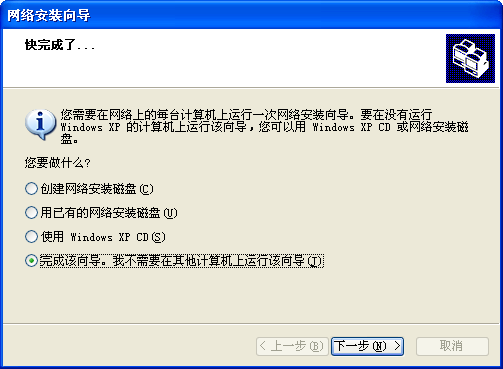 网络安装向导
快完成了...
您需要在网络上的每台计算机上运行一次网络安装向导。要在没有运行
Windows XP 的计算机上运行该向导，您可以用 Windows XP CD 或网络安装磁
盘。
您要做什么?
创建网络安装磁盘(C)
用已有的网络安装磁盘(U)
使用 Windows XP CD(S)
完成该向导。我不需要在其他计算机上运行该向导(I)
< 上一步(B) 下一步(N) > 取消